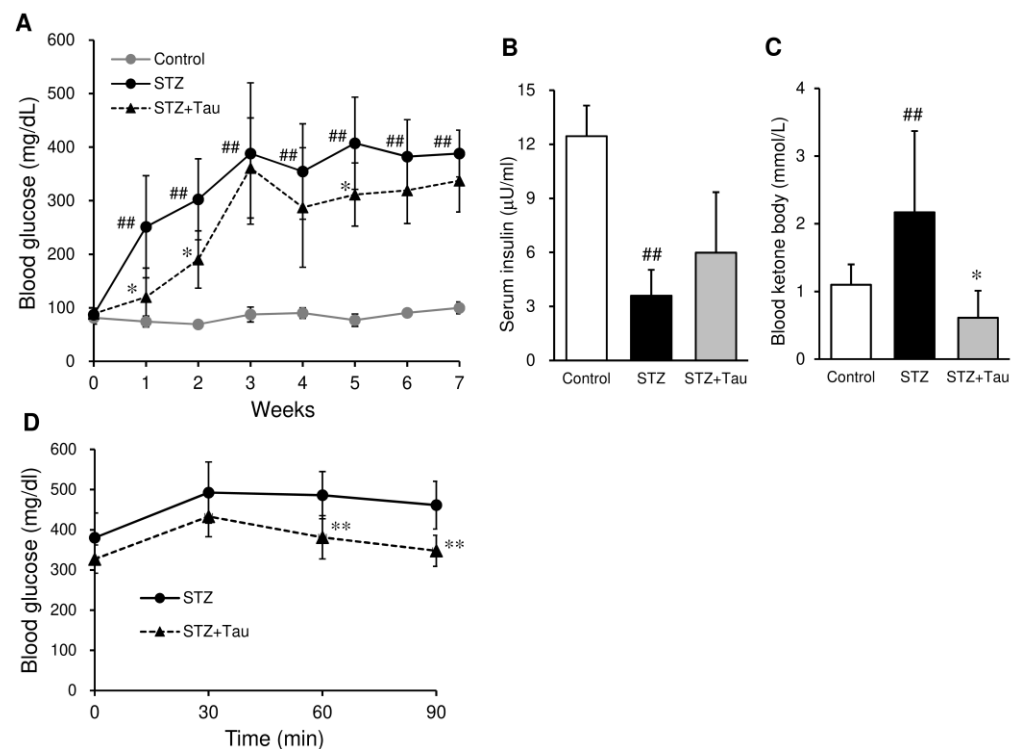 A
Blood glucose (mg/dL)
600
500
400
300
200
100
0
Control
STZ
STZ+Tau
##
##
##
##
##
##
##
*
*
*
0 1 2 3 4 5 6 7
Weeks
B
Serum insulin (µU/ml)
15
12
9
6
3
0
##
Control STZ STZ+Tau
C
Blood ketone body (mmol/L)
4
3
2
1
0
##
*
Control STZ STZ+Tau
D
Blood glucose (mg/dl)
600
500
400
300
200
100
0
**
**
STZ
STZ+Tau
0 30 60 90
Time (min)